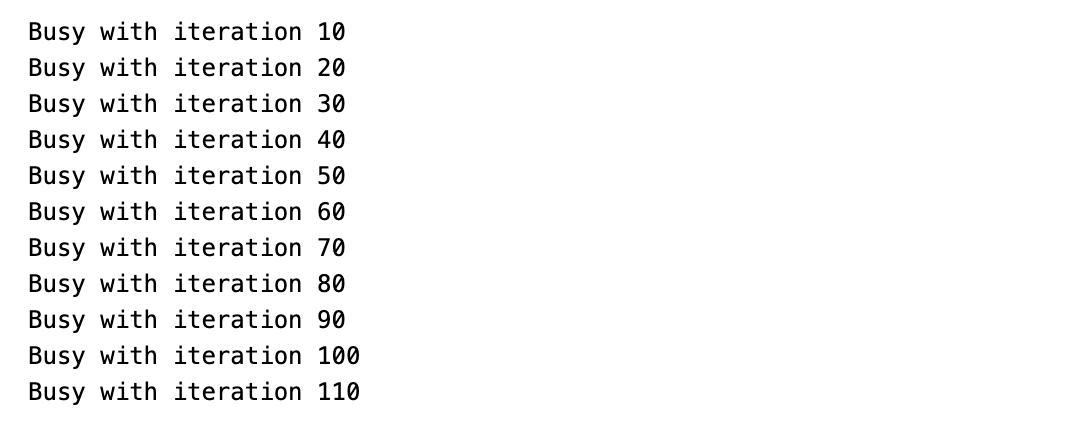 Busy with iteration 10
Busy with iteration 20
Busy with iteration 30
Busy with iteration 40
Busy with iteration 50
Busy with iteration 60
Busy with iteration 70
Busy with iteration 80
Busy with iteration 90
Busy with iteration 100
Busy with iteration 110